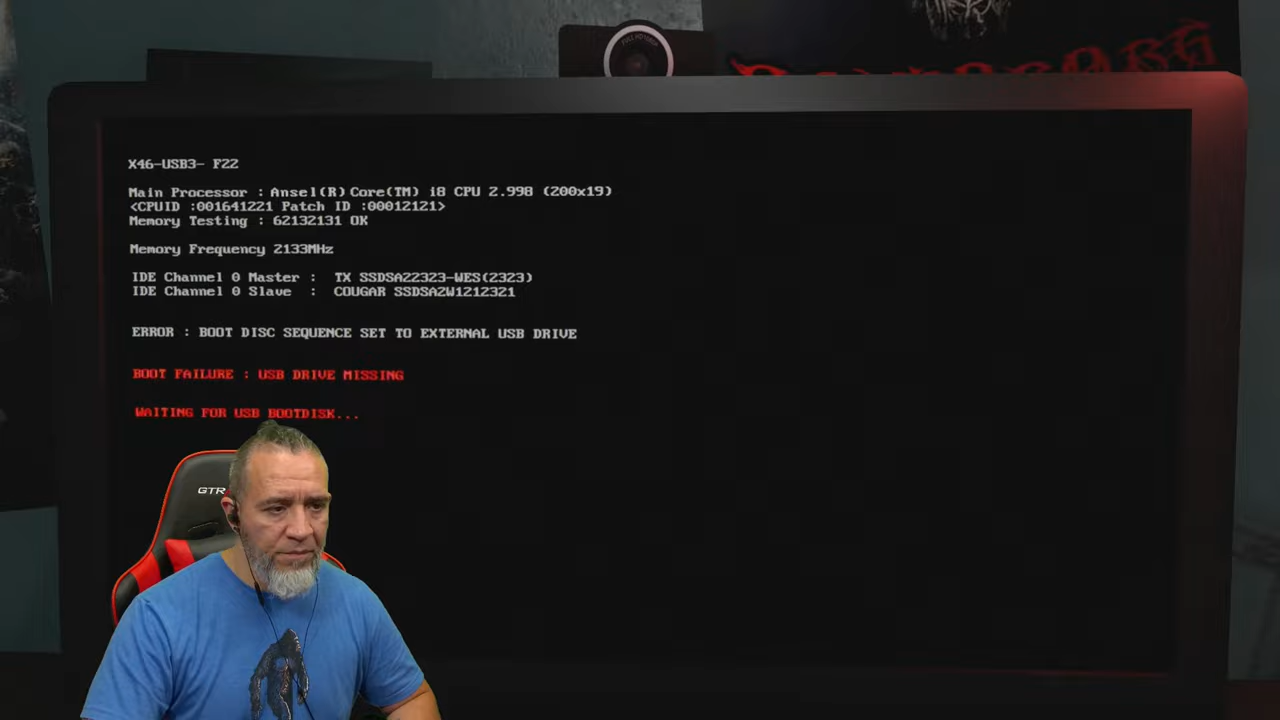 FULL HD 1080P
X46-USB3- F22
Main Processor : Ansel(R) Core(TM) i8 CPU 2.998 (200x19)
<CPUID :001641221 Patch ID :00012121>
Memory Testing : 62132131 OK
Memory Frequency 2133MHz
IDE Channel 0 Master : TX SSDSA22323-WES(2323)
IDE Channel 0 Slave : COUGAR SSDSA2W1212321
ERROR : BOOT DISC SEQUENCE SET TO EXTERNAL USB DRIVE
BOOT FAILURE : USB DRIVE MISSING
WAITING FOR USB BOOTDISK...
GTR